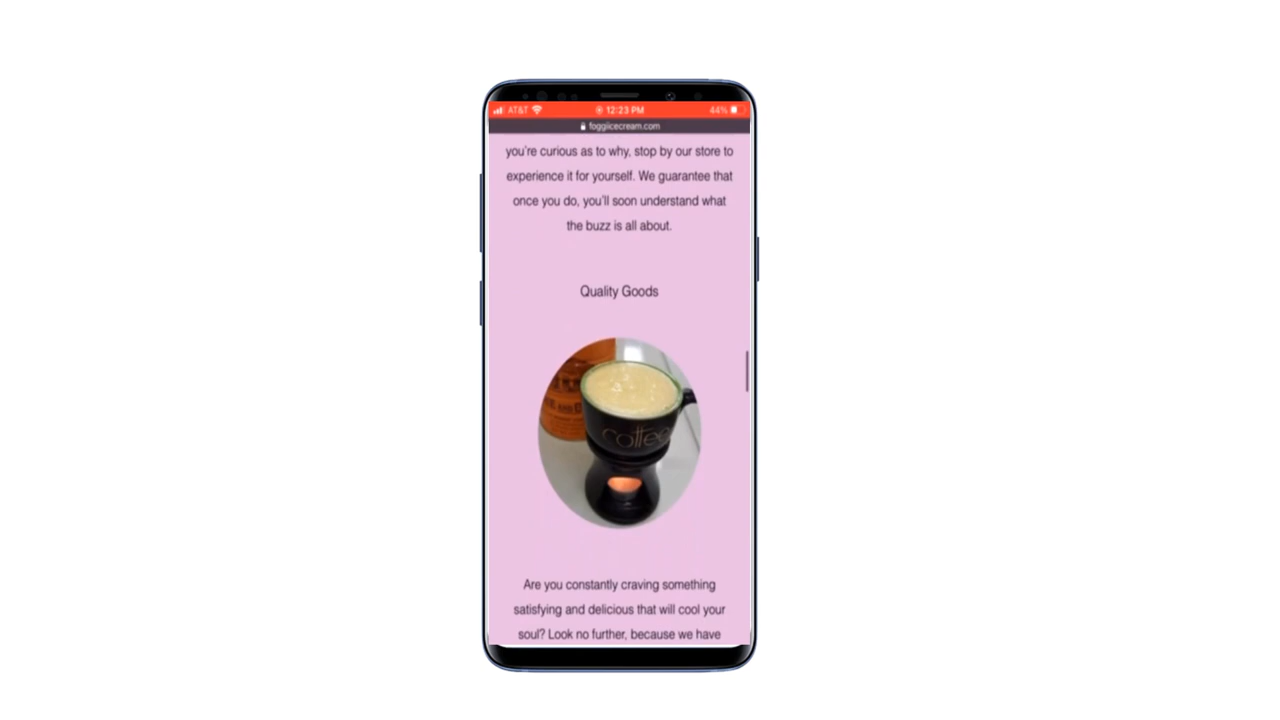 AT&T 12:23 PM 44%
foggiicecream.com
you're curious as to why, stop by our store to
experience it for yourself. We guarantee that
once you do, you'll soon understand what
the buzz is all about.
Quality Goods
coffee
Are you constantly craving something
satisfying and delicious that will cool your
soul? Look no further, because we have